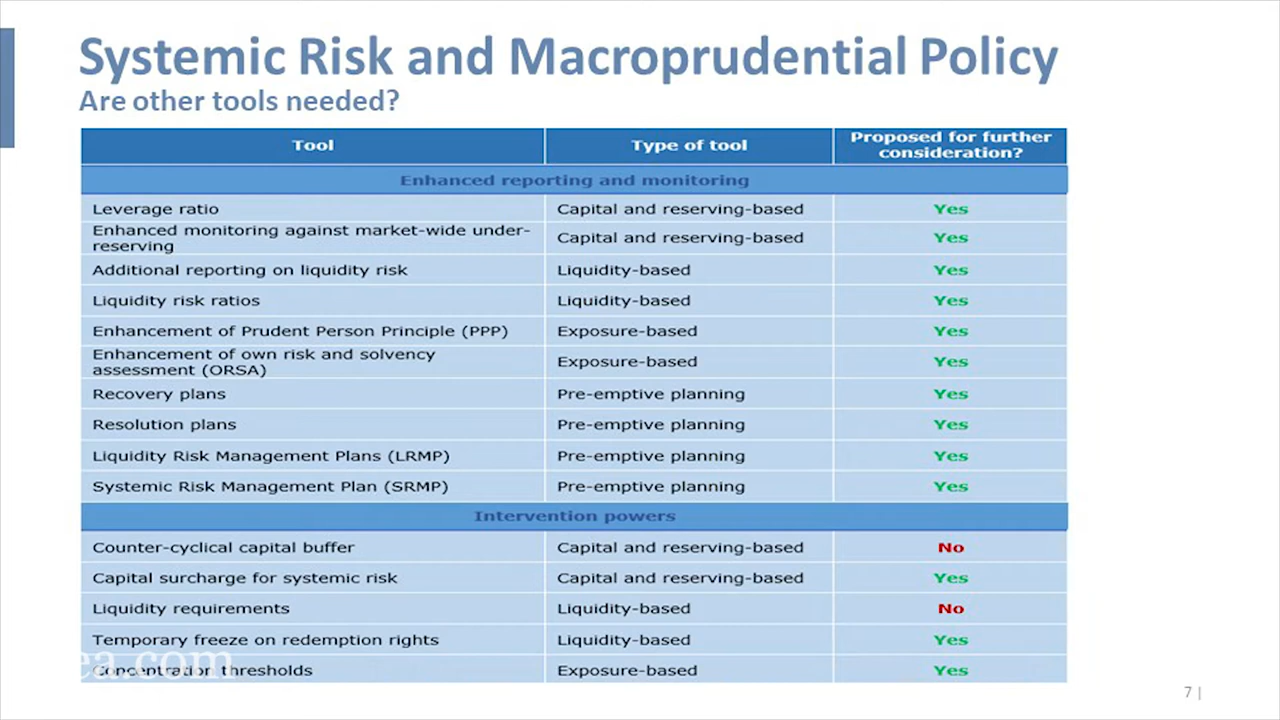 Systemic Risk and Macroprudential Policy
Are other tools needed?
Tool Type of tool Proposed for further consideration?
Enhanced reporting and monitoring
Leverage ratio Capital and reserving-based Yes
Enhanced monitoring against market-wide under-reserving Capital and reserving-based Yes
Additional reporting on liquidity risk Liquidity-based Yes
Liquidity risk ratios Liquidity-based Yes
Enhancement of Prudent Person Principle (PPP) Exposure-based Yes
Enhancement of own risk and solvency assessment (ORSA) Exposure-based Yes
Recovery plans Pre-emptive planning Yes
Resolution plans Pre-emptive planning Yes
Liquidity Risk Management Plans (LRMP) Pre-emptive planning Yes
Systemic Risk Management Plan (SRMP) Pre-emptive planning Yes
Intervention powers
Counter-cyclical capital buffer Capital and reserving-based No
Capital surcharge for systemic risk Capital and reserving-based Yes
Liquidity requirements Liquidity-based No
Temporary freeze on redemption rights Liquidity-based Yes
Concentration thresholds Exposure-based Yes
ea.com
7 |